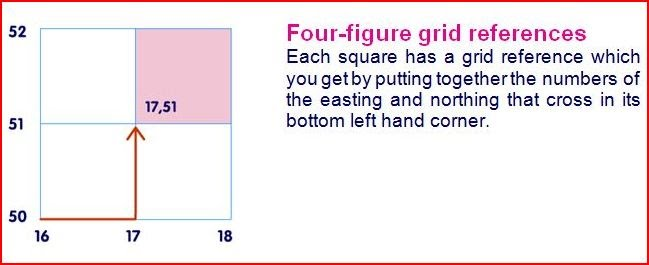 Four-figure grid references
Each square has a grid reference which
you get by putting together the numbers of
the easting and northing that cross in its
bottom left hand corner.
52
17,51
51
50
16 17 18